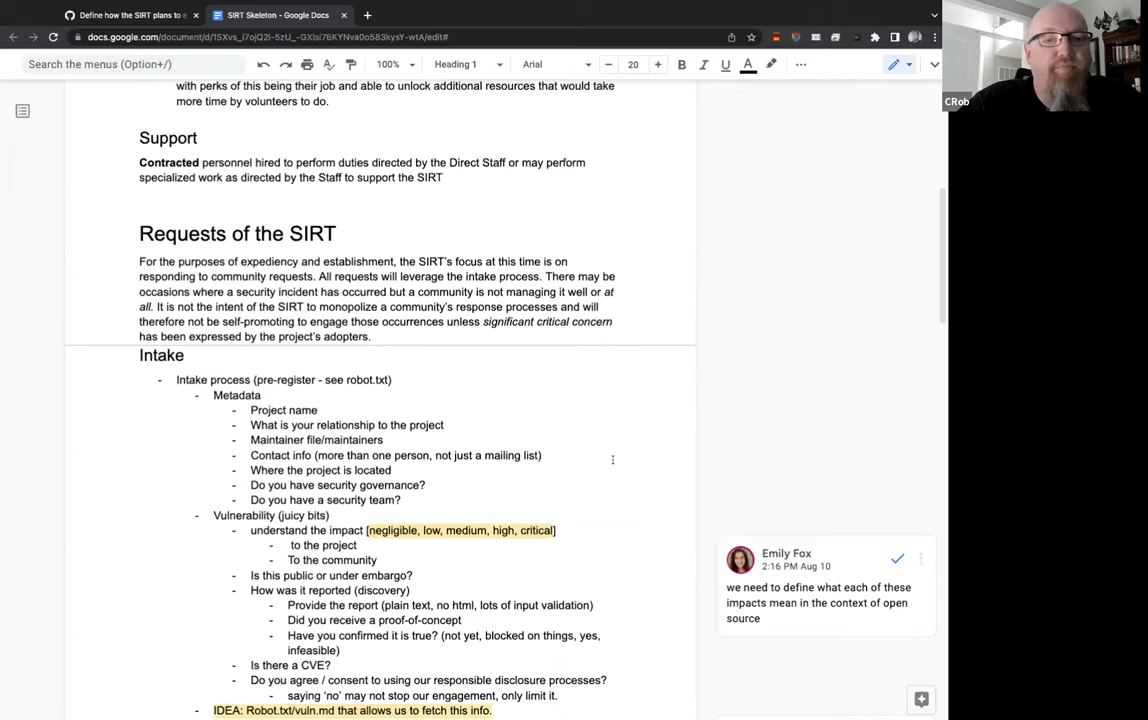 Define how the SIRT plans to e
SIRT Skeleton - Google Docs
docs.google.com/document/d/1SXvs_i7ojQ2i-5zU_-GXIsi76KYNva0o583kysY-wtA/edit#
Search the menus (Option+/)
100%
Heading 1
Arial
20
B I U A
CRob
with perks of this being their job and able to unlock additional resources that would take
more time by volunteers to do.
Support
Contracted personnel hired to perform duties directed by the Direct Staff or may perform
specialized work as directed by the Staff to support the SIRT
Requests of the SIRT
For the purposes of expediency and establishment, the SIRT's focus at this time is on
responding to community requests. All requests will leverage the intake process. There may be
occasions where a security incident has occurred but a community is not managing it well or at
all. It is not the intent of the SIRT to monopolize a community's response processes and will
therefore not be self-promoting to engage those occurrences unless significant critical concern
has been expressed by the project's adopters.
Intake
- Intake process (pre-register - see robot.txt)
- Metadata
- Project name
- What is your relationship to the project
- Maintainer file/maintainers
- Contact info (more than one person, not just a mailing list)
- Where the project is located
- Do you have security governance?
- Do you have a security team?
- Vulnerability (juicy bits)
- understand the impact [negligible, low, medium, high, critical]
- to the project
- To the community
- Is this public or under embargo?
- How was it reported (discovery)
- Provide the report (plain text, no html, lots of input validation)
- Did you receive a proof-of-concept
- Have you confirmed it is true? (not yet, blocked on things, yes,
infeasible)
- Is there a CVE?
- Do you agree / consent to using our responsible disclosure processes?
- saying 'no' may not stop our engagement, only limit it.
- IDEA: Robot.txt/vuln.md that allows us to fetch this info.
Emily Fox
2:16 PM Aug 10
we need to define what each of these
impacts mean in the context of open
source